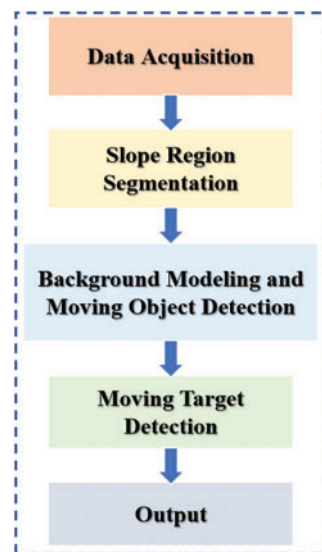 Data Acquisition
Slope Region
Segmentation
Background Modeling and
Moving Object Detection
Moving Target
Detection
Output